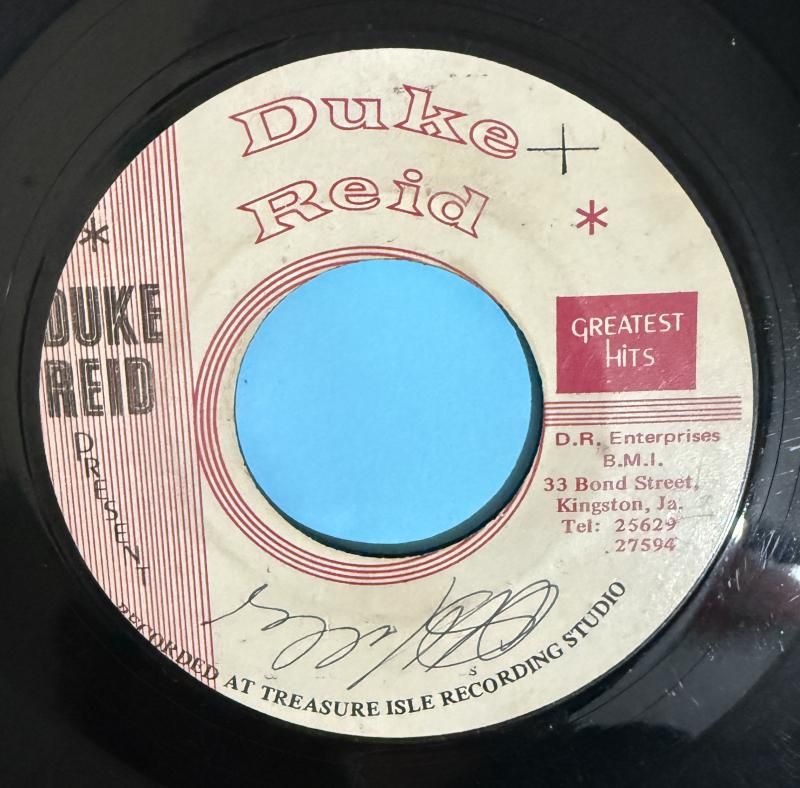 Duke
Reid
*
*
DUKE
REID
PRESENT
GREATEST
HITS
D.R. Enterprises
B.M.I.
33 Bond Street,
Kingston, Ja.
Tel: 25629
27594
RECORDED AT TREASURE ISLE RECORDING STUDIO